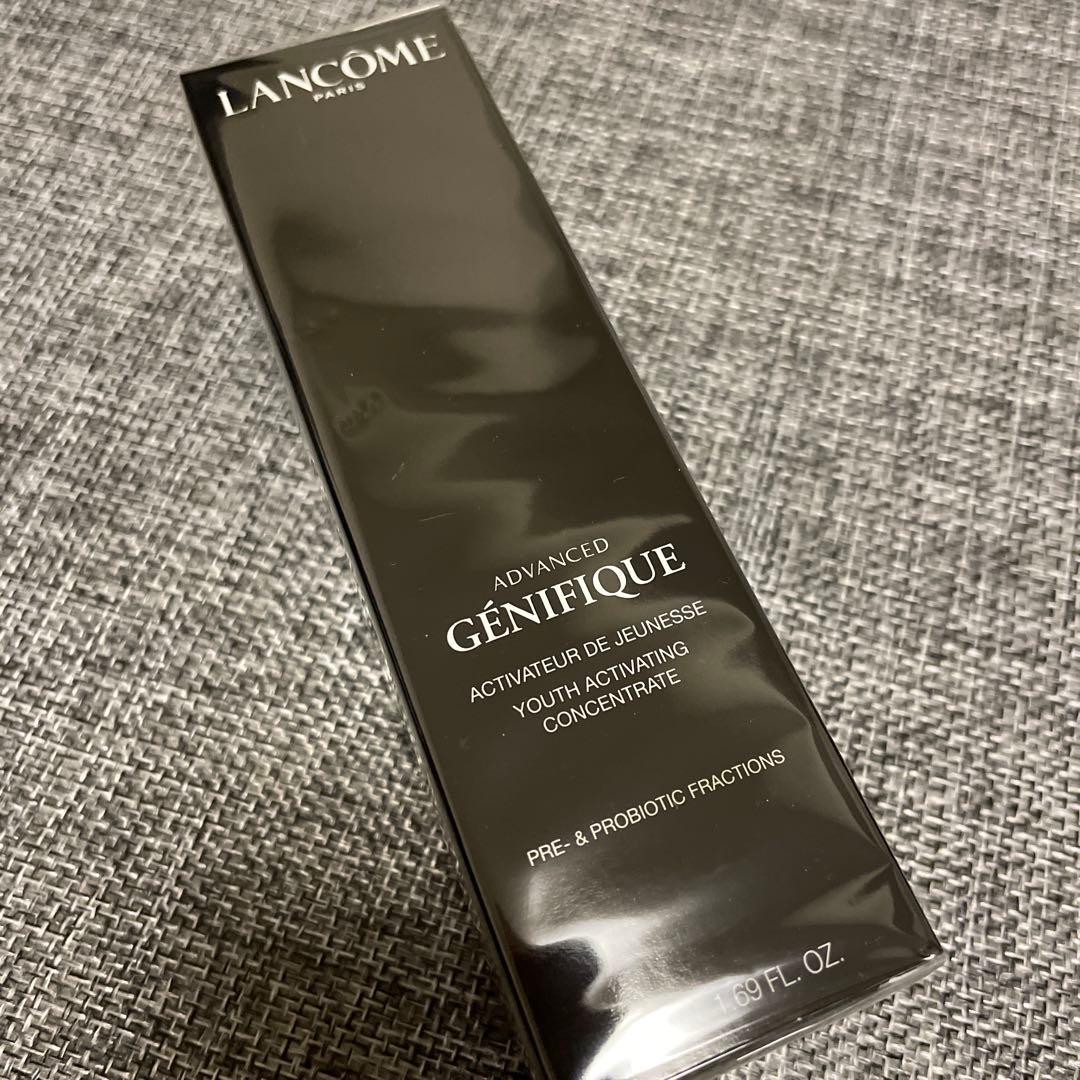 LANCÔME
PARIS
ADVANCED
GÉNIFIQUE
ACTIVATEUR DE JEUNESSE
YOUTH ACTIVATING
CONCENTRATE
PRE- & PROBIOTIC FRACTIONS
1.69 FL. OZ.